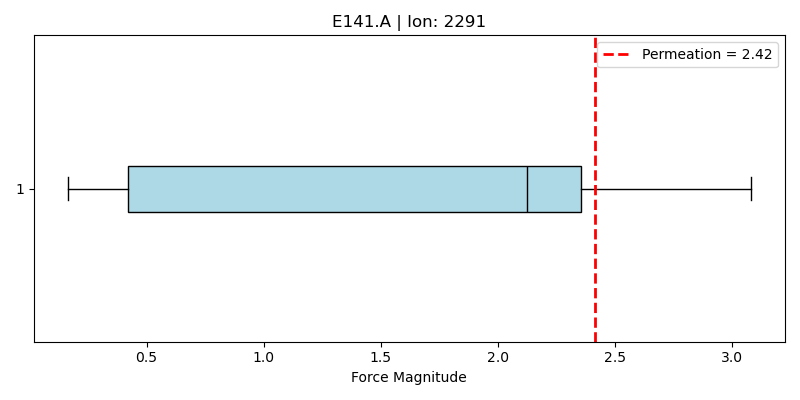 E141.A | Ion: 2291
Permeation = 2.42
1
0.5 1.0 1.5 2.0 2.5 3.0
Force Magnitude